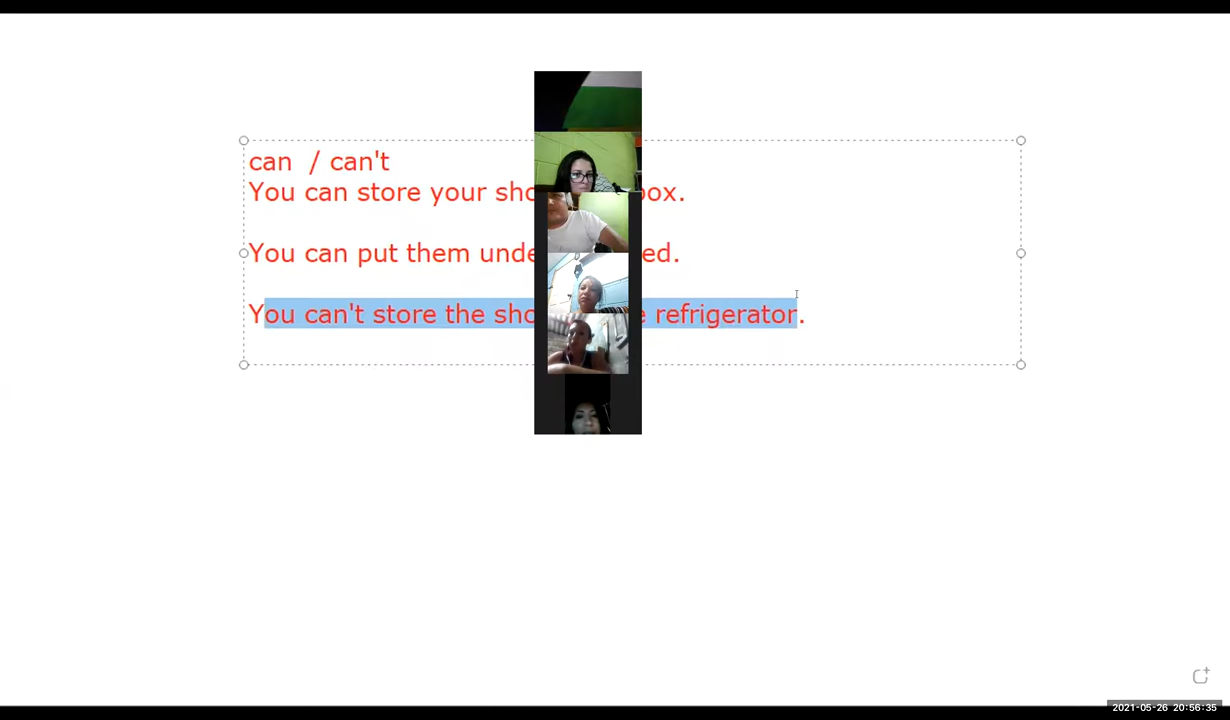 can / can't
You can store your sho box.
You can put them unde ed.
You can't store the sho e refrigerator.
2021-05-26 20:56:35